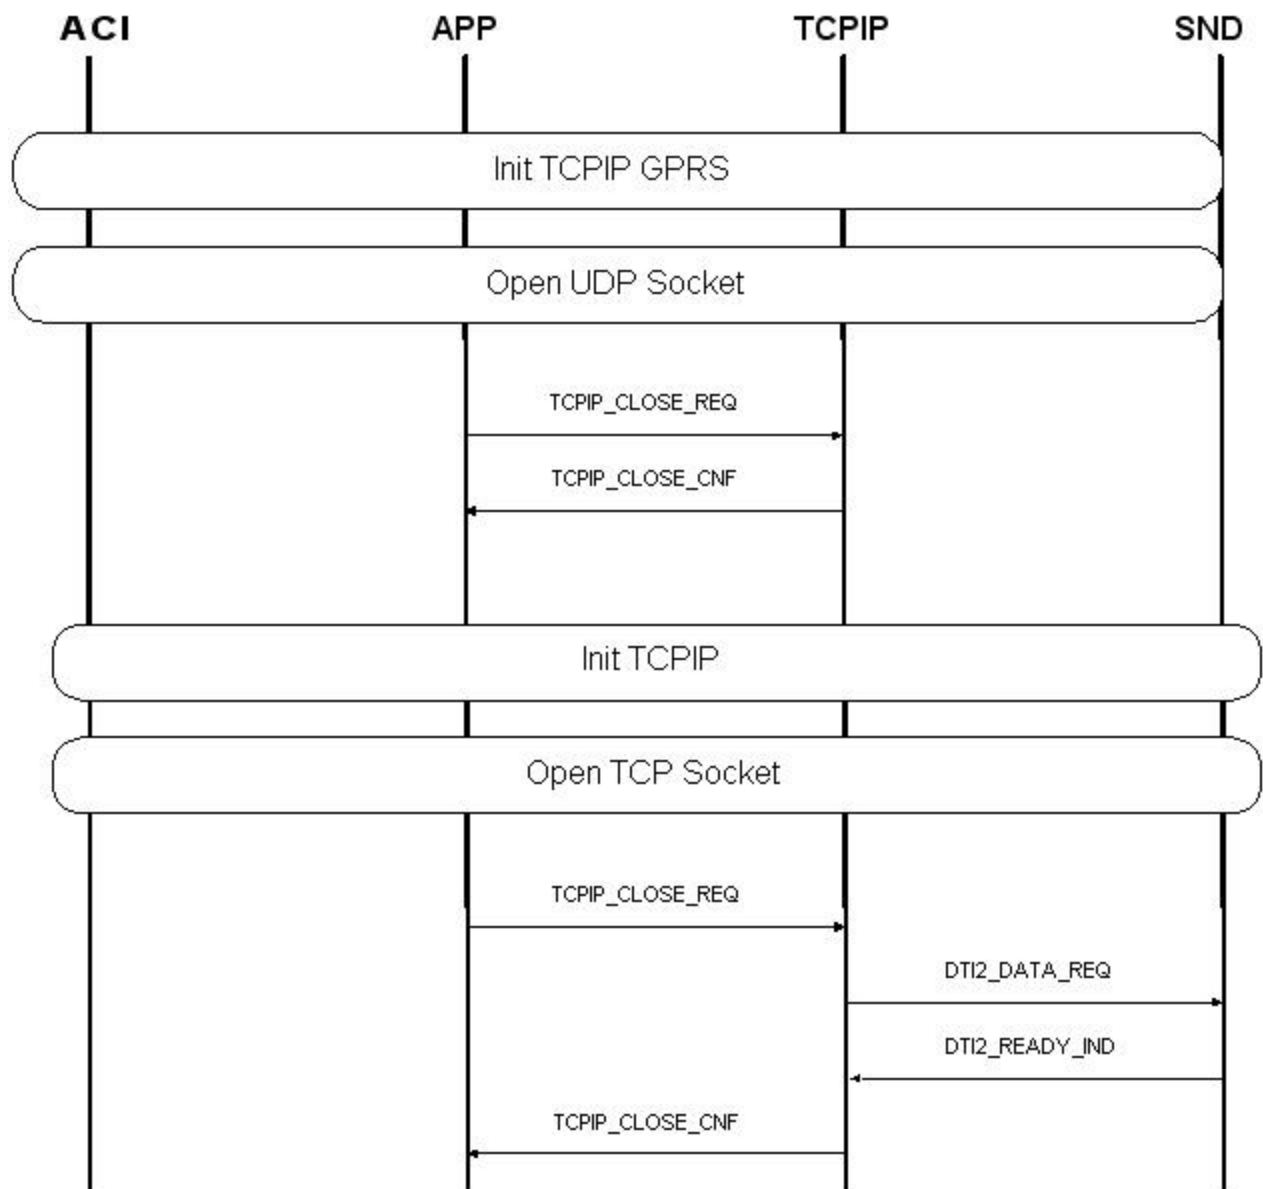 ACI APP TCPIP SND
Init TCPIP GPRS
Open UDP Socket
TCPIP_CLOSE_REQ
TCPIP_CLOSE_CNF
Init TCPIP
Open TCP Socket
TCPIP_CLOSE_REQ
DTI2_DATA_REQ
DTI2_READY_IND
TCPIP_CLOSE_CNF